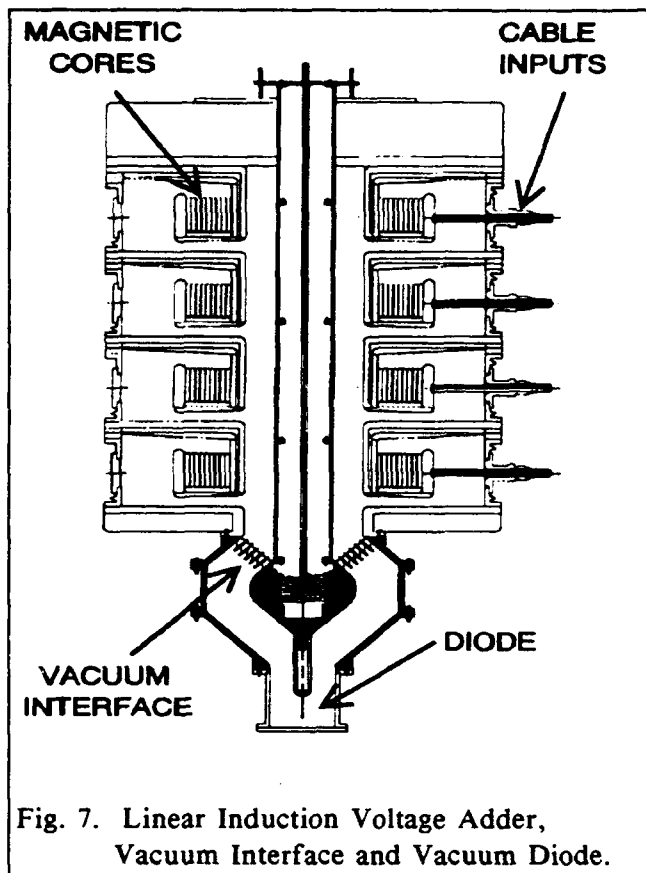 MAGNETIC
CORES
CABLE
INPUTS
DIODE
VACUUM
INTERFACE
Fig. 7. Linear Induction Voltage Adder,
Vacuum Interface and Vacuum Diode.